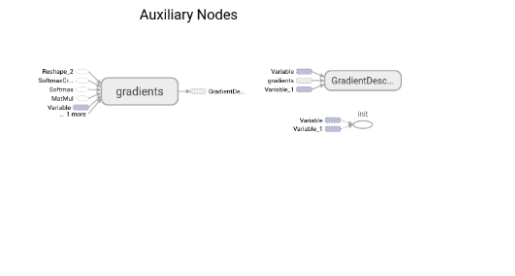 Auxiliary Nodes
Reshape_2
SoftmaxCr...
Softmax
MatMul
Variable
... 1 more
gradients
GradientDe...
Variable
gradients
Variable_1
GradientDesc...
init
Variable
Variable_1